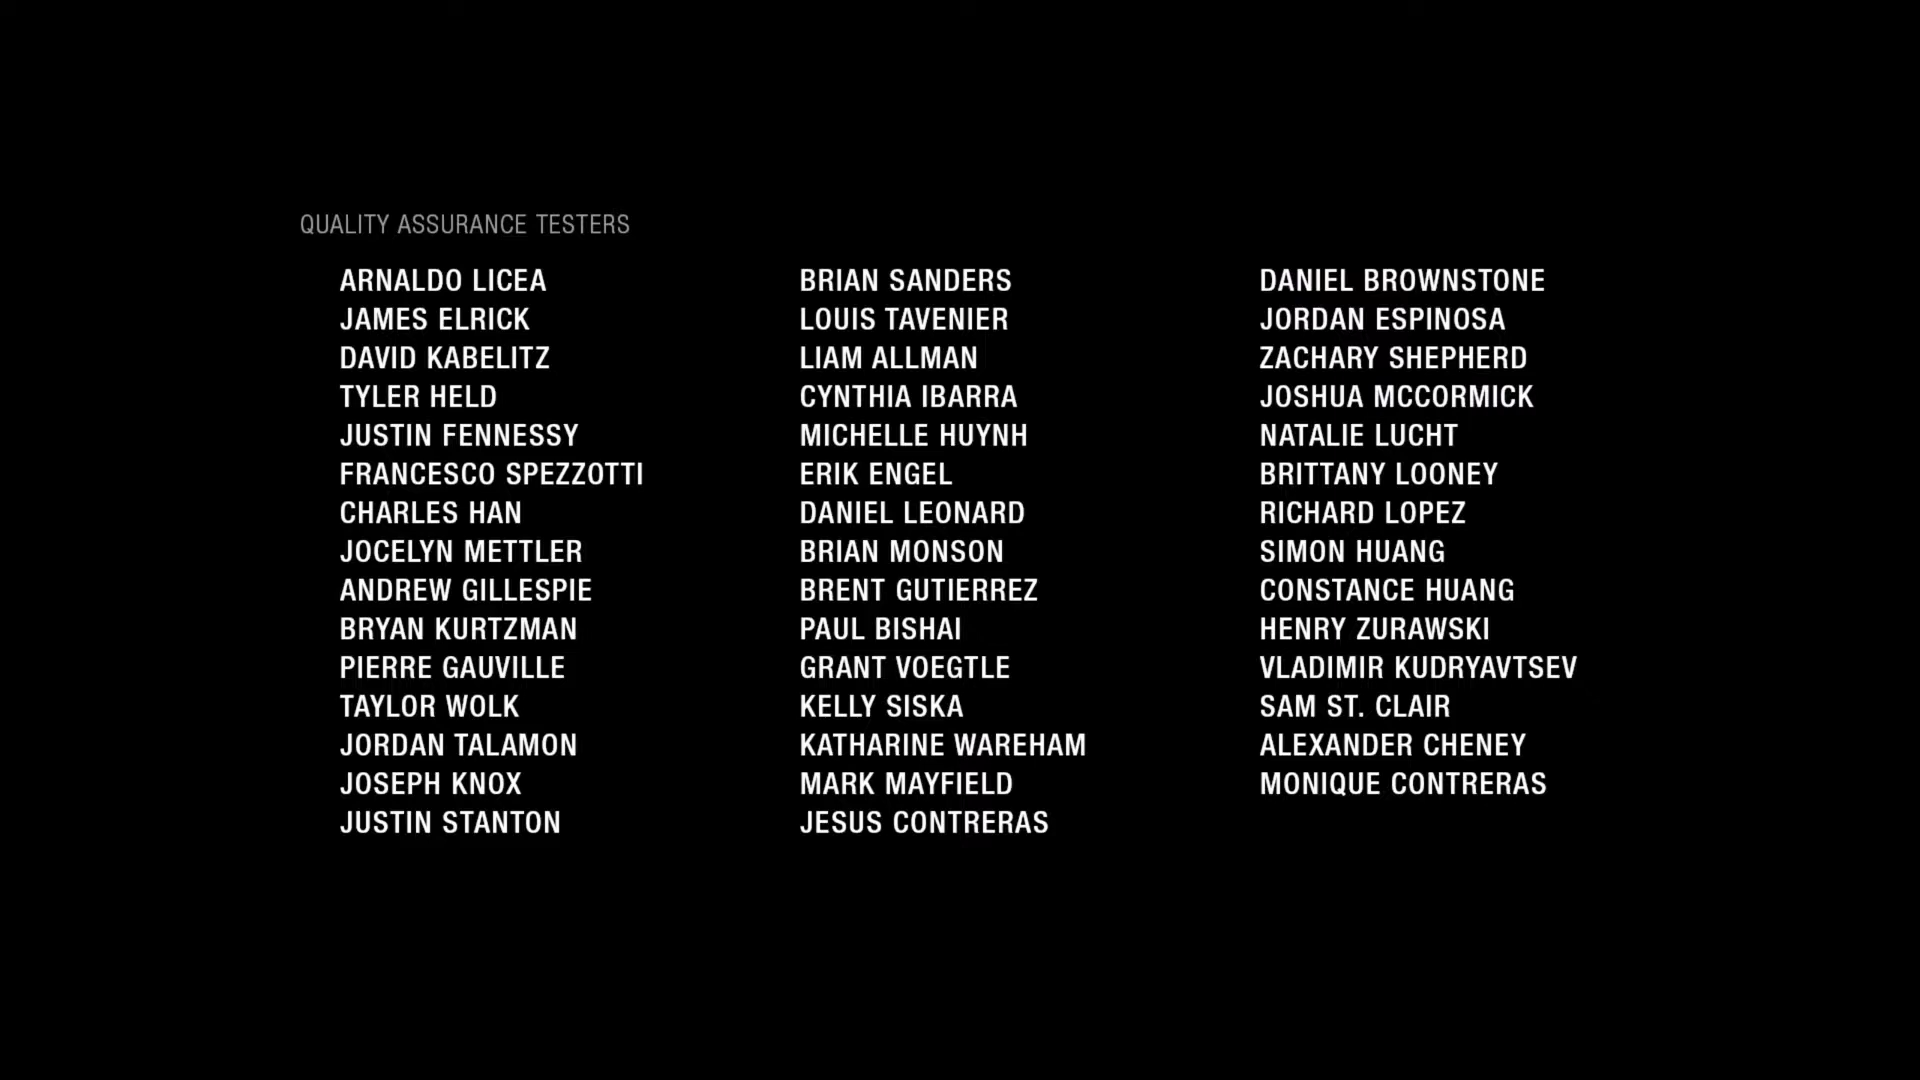 QUALITY ASSURANCE TESTERS
ARNALDO LICEA
JAMES ELRICK
DAVID KABELITZ
TYLER HELD
JUSTIN FENNESSY
FRANCESCO SPEZZOTTI
CHARLES HAN
JOCELYN METTLER
ANDREW GILLESPIE
BRYAN KURTZMAN
PIERRE GAUVILLE
TAYLOR WOLK
JORDAN TALAMON
JOSEPH KNOX
JUSTIN STANTON
BRIAN SANDERS
LOUIS TAVENIER
LIAM ALLMAN
CYNTHIA IBARRA
MICHELLE HUYNH
ERIK ENGEL
DANIEL LEONARD
BRIAN MONSON
BRENT GUTIERREZ
PAUL BISHAI
GRANT VOEGTLE
KELLY SISKA
KATHARINE WAREHAM
MARK MAYFIELD
JESUS CONTRERAS
DANIEL BROWNSTONE
JORDAN ESPINOSA
ZACHARY SHEPHERD
JOSHUA MCCORMICK
NATALIE LUCHT
BRITTANY LOONEY
RICHARD LOPEZ
SIMON HUANG
CONSTANCE HUANG
HENRY ZURAWSKI
VLADIMIR KUDRYAVTSEV
SAM ST. CLAIR
ALEXANDER CHENEY
MONIQUE CONTRERAS